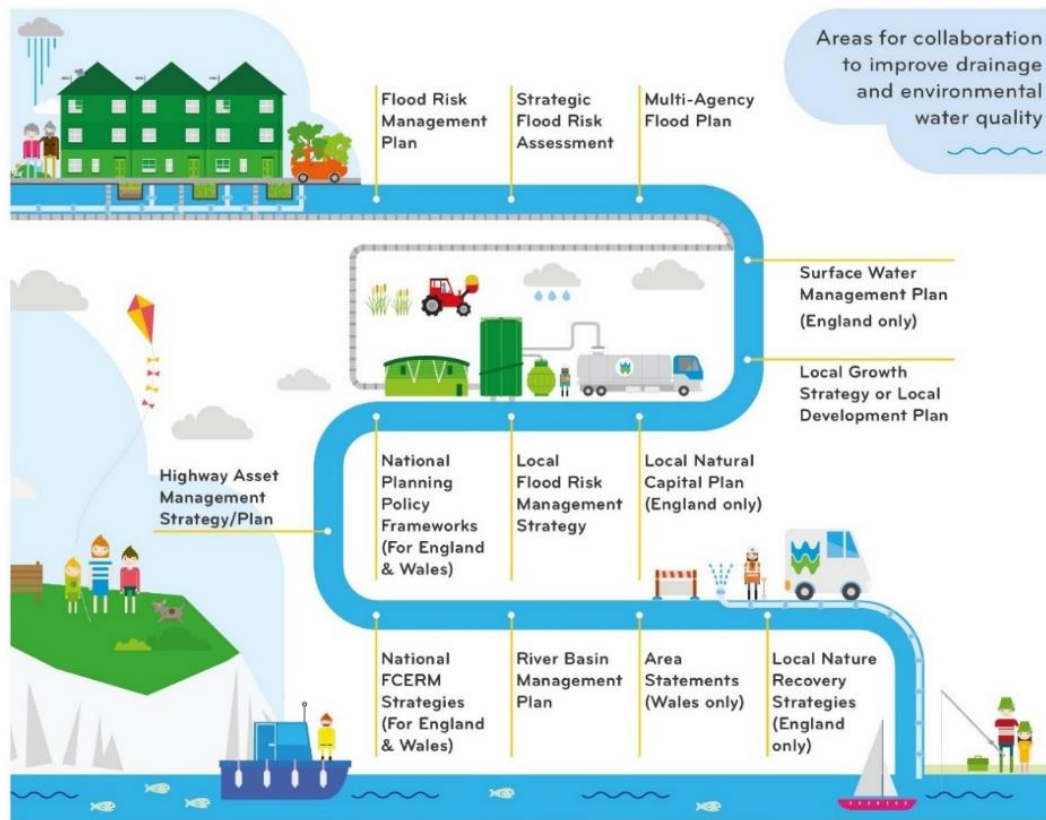 Areas for collaboration
to improve drainage
and environmental
water quality
Flood Risk
Management
Plan
Strategic
Flood Risk
Assessment
Multi-Agency
Flood Plan
Surface Water
Management Plan
(England only)
Local Growth
Strategy or Local
Development Plan
National
Planning
Policy
Frameworks
(For England
& Wales)
Local
Flood Risk
Management
Strategy
Local Natural
Capital Plan
(England only)
Highway Asset
Management
Strategy/Plan
National
FCERM
Strategies
(For England
& Wales)
River Basin
Management
Plan
Area
Statements
(Wales only)
Local Nature
Recovery
Strategies
(England
only)